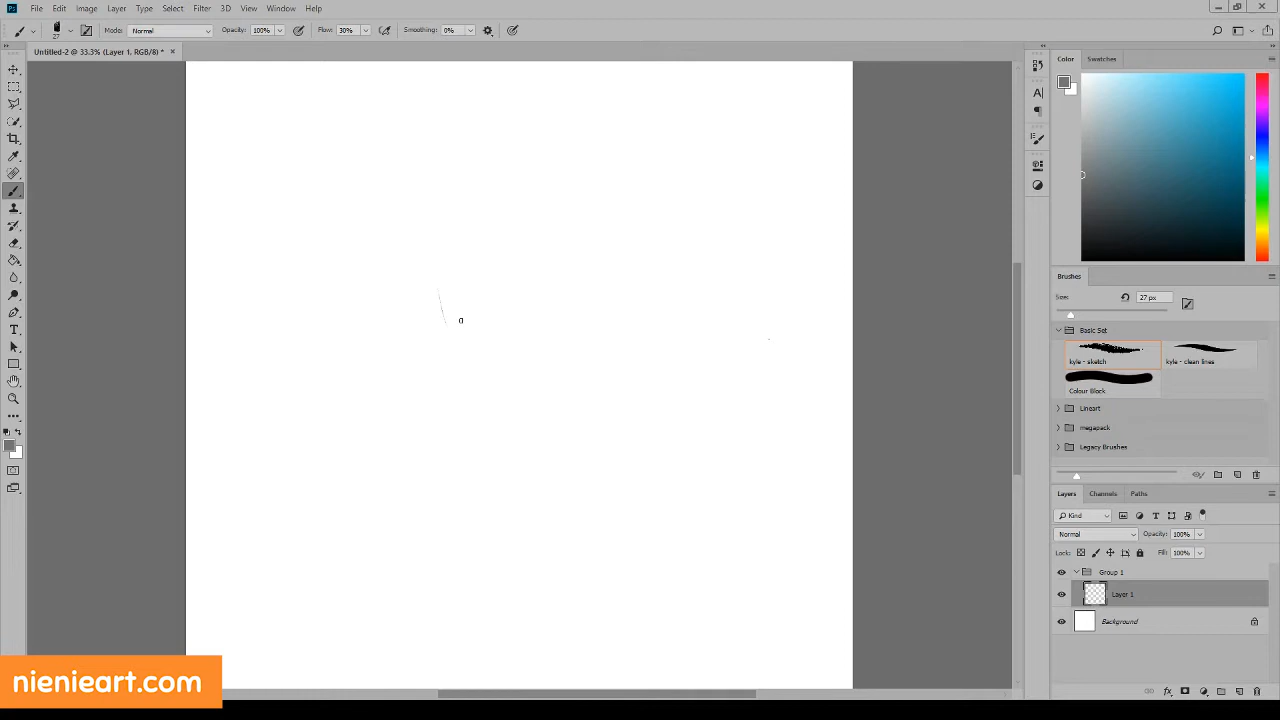 Ps File Edit Image Layer Type Select Filter 3D View Window Help
27 Mode: Normal Opacity: 100% Flow: 30% Smoothing: 0%
Untitled-2 @ 33.3% (Layer 1, RGB/8) *
Color Swatches
Brushes
Size: 27 px
Basic Set
kyle - sketch kyle - clean lines
Colour Block
Lineart
megapack
Legacy Brushes
Layers Channels Paths
Kind
Normal Opacity: 100%
Lock: Fill: 100%
Group 1
Layer 1
Background
nienieart.com